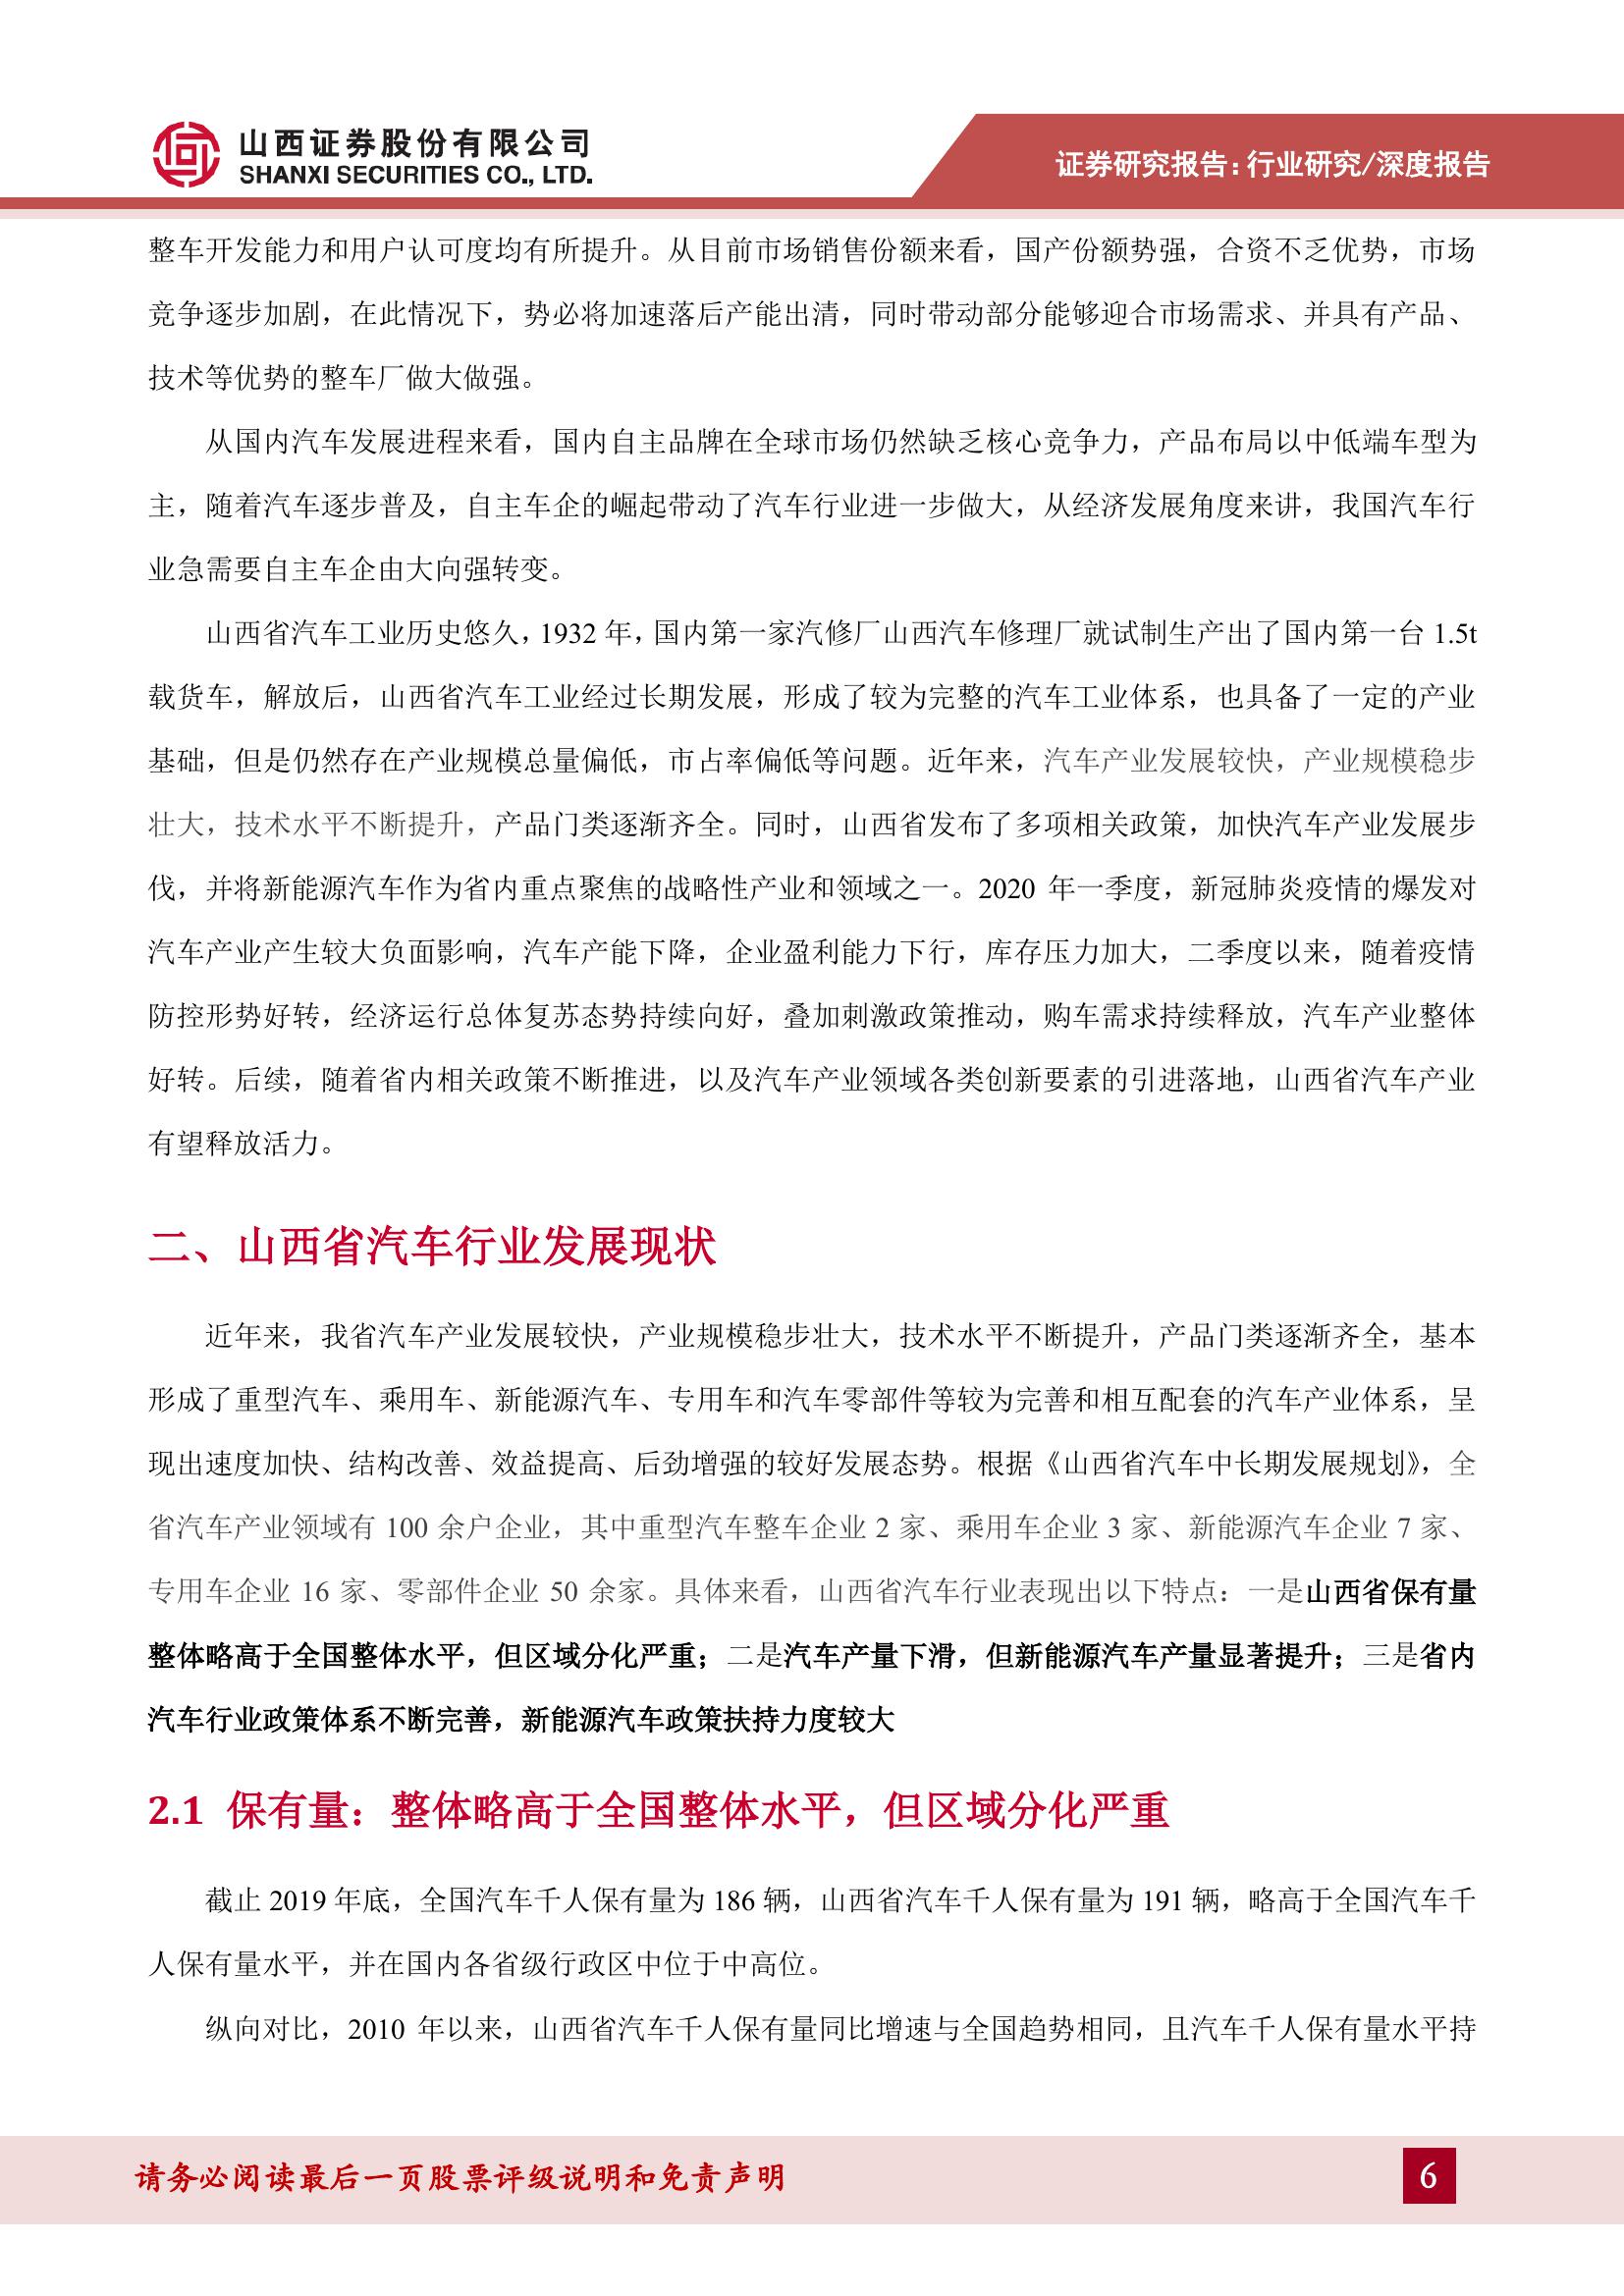 山西证券股份有限公司
SHANXI SECURITIES CO., LTD.
证券研究报告：行业研究/深度报告
整车开发能力和用户认可度均有所提升。从目前市场销售份额来看，国产份额势强，合资不乏优势，市场
竞争逐步加剧，在此情况下，势必将加速落后产能出清，同时带动部分能够迎合市场需求、并具有产品、
技术等优势的整车厂做大做强。
从国内汽车发展进程来看，国内自主品牌在全球市场仍然缺乏核心竞争力，产品布局以中低端车型为
主，随着汽车逐步普及，自主车企的崛起带动了汽车行业进一步做大，从经济发展角度来讲，我国汽车行
业急需要自主车企由大向强转变。
山西省汽车工业历史悠久，1932 年，国内第一家汽修厂山西汽车修理厂就试制生产出了国内第一台 1.5t
载货车，解放后，山西省汽车工业经过长期发展，形成了较为完整的汽车工业体系，也具备了一定的产业
基础，但是仍然存在产业规模总量偏低，市占率偏低等问题。近年来，汽车产业发展较快，产业规模稳步
壮大，技术水平不断提升，产品门类逐渐齐全。同时，山西省发布了多项相关政策，加快汽车产业发展步
伐，并将新能源汽车作为省内重点聚焦的战略性产业和领域之一。2020 年一季度，新冠肺炎疫情的爆发对
汽车产业产生较大负面影响，汽车产能下降，企业盈利能力下行，库存压力加大，二季度以来，随着疫情
防控形势好转，经济运行总体复苏态势持续向好，叠加刺激政策推动，购车需求持续释放，汽车产业整体
好转。后续，随着省内相关政策不断推进，以及汽车产业领域各类创新要素的引进落地，山西省汽车产业
有望释放活力。
二、山西省汽车行业发展现状
近年来，我省汽车产业发展较快，产业规模稳步壮大，技术水平不断提升，产品门类逐渐齐全，基本
形成了重型汽车、乘用车、新能源汽车、专用车和汽车零部件等较为完善和相互配套的汽车产业体系，呈
现出速度加快、结构改善、效益提高、后劲增强的较好发展态势。根据《山西省汽车中长期发展规划》，全
省汽车产业领域有 100 余户企业，其中重型汽车整车企业 2 家、乘用车企业 3 家、新能源汽车企业 7 家、
专用车企业 16 家、零部件企业 50 余家。具体来看，山西省汽车行业表现出以下特点：一是山西省保有量
整体略高于全国整体水平，但区域分化严重；二是汽车产量下滑，但新能源汽车产量显著提升；三是省内
汽车行业政策体系不断完善，新能源汽车政策扶持力度较大
2.1 保有量：整体略高于全国整体水平，但区域分化严重
截止 2019 年底，全国汽车千人保有量为 186 辆，山西省汽车千人保有量为 191 辆，略高于全国汽车千
人保有量水平，并在国内各省级行政区中位于中高位。
纵向对比，2010 年以来，山西省汽车千人保有量同比增速与全国趋势相同，且汽车千人保有量水平持
请务必阅读最后一页股票评级说明和免责声明
6